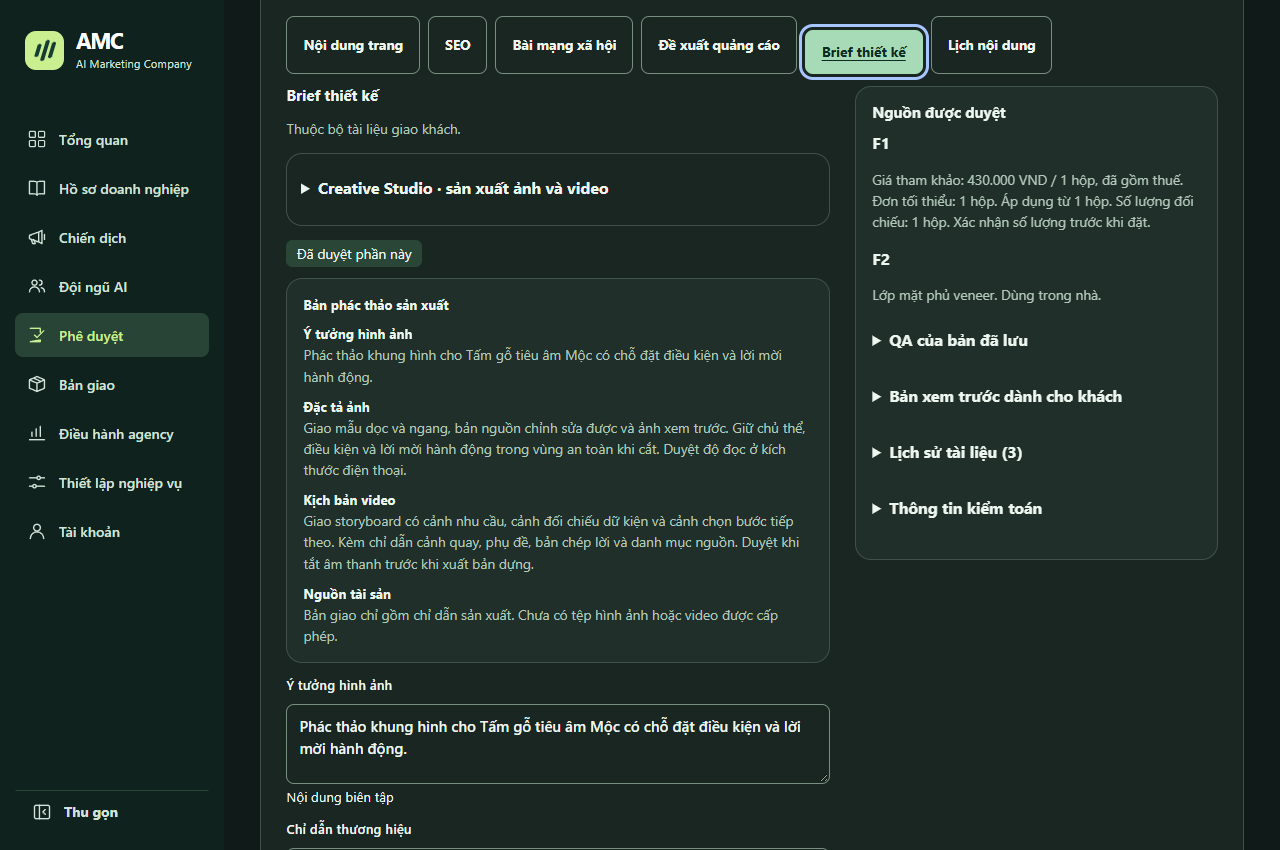 AMC
AI Marketing Company
Tổng quan
Hồ sơ doanh nghiệp
Chiến dịch
Đội ngũ AI
Phê duyệt
Bản giao
Điều hành agency
Thiết lập nghiệp vụ
Tài khoản
Thu gọn
Nội dung trang
SEO
Bài mạng xã hội
Đề xuất quảng cáo
Brief thiết kế
Lịch nội dung
Brief thiết kế
Thuộc bộ tài liệu giao khách.
Creative Studio · sản xuất ảnh và video
Đã duyệt phần này
Bản phác thảo sản xuất
Ý tưởng hình ảnh
Phác thảo khung hình cho Tấm gỗ tiêu âm Mộc có chỗ đặt điều kiện và lời mời
hành động.
Đặc tả ảnh
Giao mẫu dọc và ngang, bản nguồn chỉnh sửa được và ảnh xem trước. Giữ chủ thể,
điều kiện và lời mời hành động trong vùng an toàn khi cắt. Duyệt độ đọc ở kích
thước điện thoại.
Kịch bản video
Giao storyboard có cảnh nhu cầu, cảnh đối chiếu dữ kiện và cảnh chọn bước tiếp
theo. Kèm chỉ dẫn cảnh quay, phụ đề, bản chép lời và danh mục nguồn. Duyệt khi
tắt âm thanh trước khi xuất bản dựng.
Nguồn tài sản
Bản giao chỉ gồm chỉ dẫn sản xuất. Chưa có tệp hình ảnh hoặc video được cấp
phép.
Ý tưởng hình ảnh
Phác thảo khung hình cho Tấm gỗ tiêu âm Mộc có chỗ đặt điều kiện và lời
mời hành động.
Nội dung biên tập
Chỉ dẫn thương hiệu
Nguồn được duyệt
F1
Giá tham khảo: 430.000 VND / 1 hộp, đã gồm thuế.
Đơn tối thiểu: 1 hộp. Áp dụng từ 1 hộp. Số lượng đối
chiếu: 1 hộp. Xác nhận số lượng trước khi đặt.
F2
Lớp mặt phủ veneer. Dùng trong nhà.
QA của bản đã lưu
Bản xem trước dành cho khách
Lịch sử tài liệu (3)
Thông tin kiểm toán